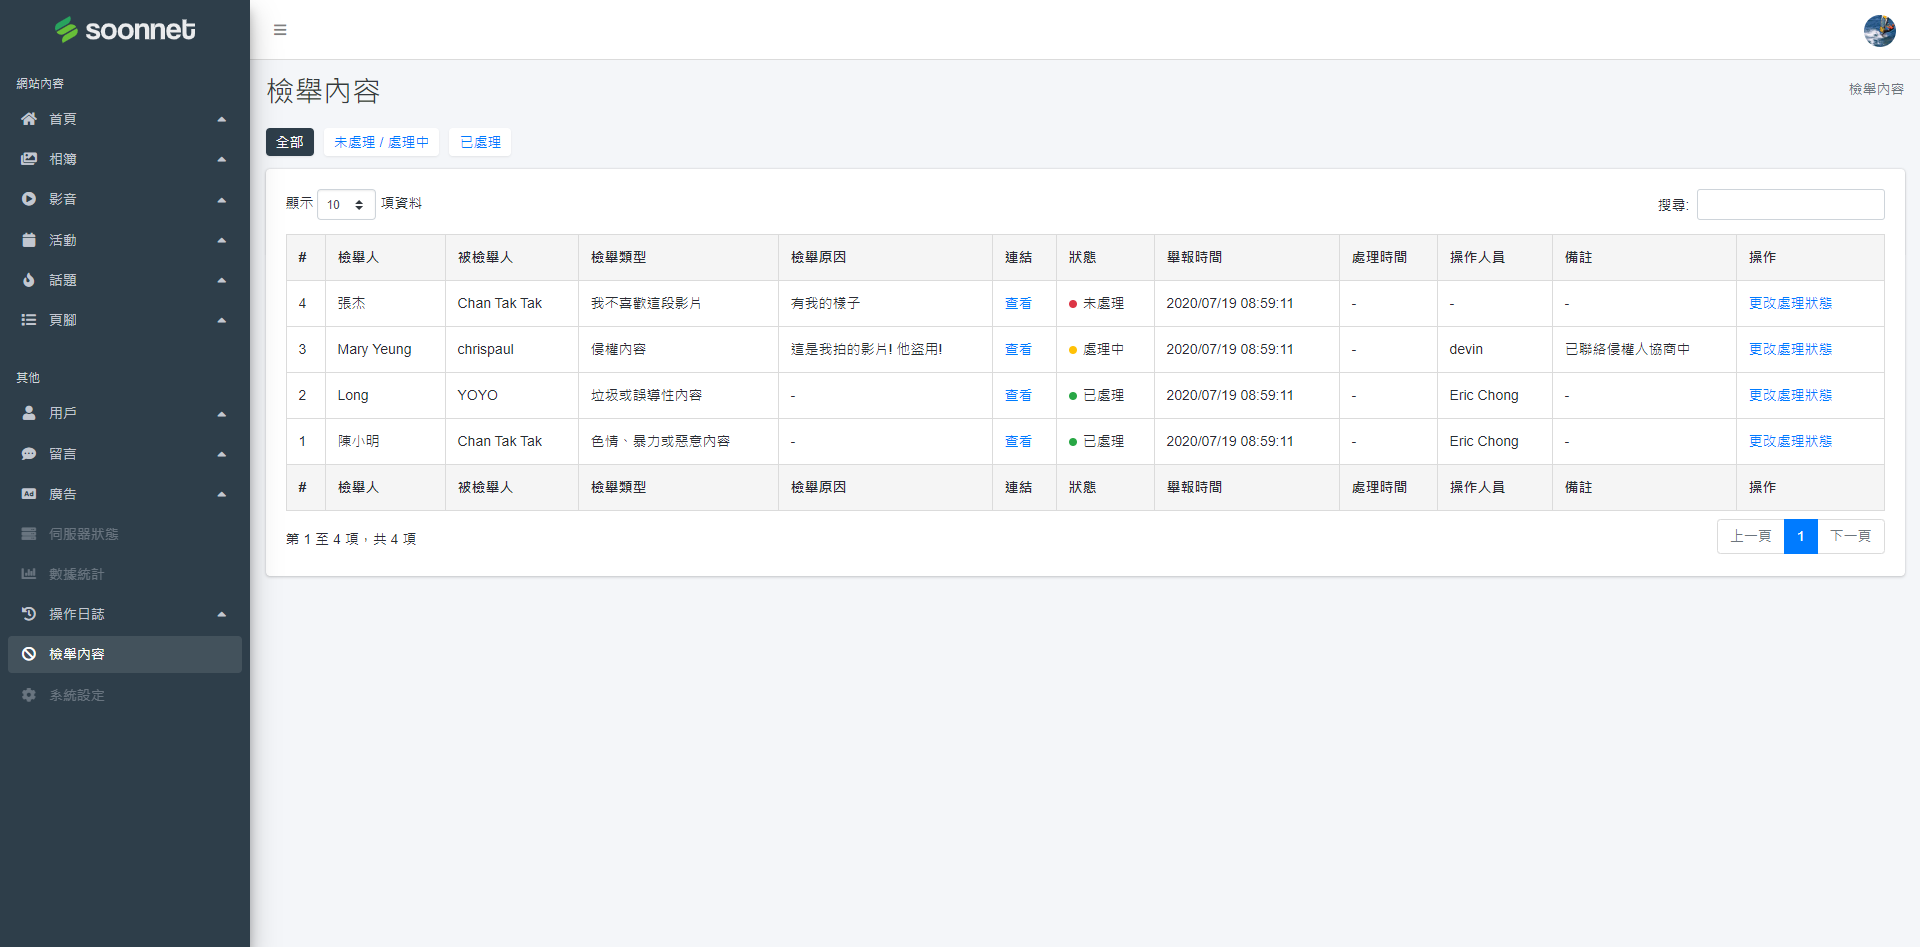 soonnet
網站內容
首頁
相簿
影音
活動
話題
頁腳
其他
用戶
留言
Ad 廣告
伺服器狀態
數據統計
操作日誌
檢舉內容
系統設定
檢舉內容 檢舉內容
全部 未處理 / 處理中 已處理
顯示 10 項資料 搜尋:
# 檢舉人 被檢舉人 檢舉類型 檢舉原因 連結 狀態 舉報時間 處理時間 操作人員 備註 操作
4 張杰 Chan Tak Tak 我不喜歡這段影片 有我的樣子 查看 未處理 2020/07/19 08:59:11 - - - 更改處理狀態
3 Mary Yeung chrispaul 侵權內容 這是我拍的影片! 他盜用! 查看 處理中 2020/07/19 08:59:11 - devin 已聯絡侵權人協商中 更改處理狀態
2 Long YOYO 垃圾或誤導性內容 - 查看 已處理 2020/07/19 08:59:11 - Eric Chong - 更改處理狀態
1 陳小明 Chan Tak Tak 色情、暴力或惡意內容 - 查看 已處理 2020/07/19 08:59:11 - Eric Chong - 更改處理狀態
# 檢舉人 被檢舉人 檢舉類型 檢舉原因 連結 狀態 舉報時間 處理時間 操作人員 備註 操作
第 1 至 4 項，共 4 項 上一頁 1 下一頁